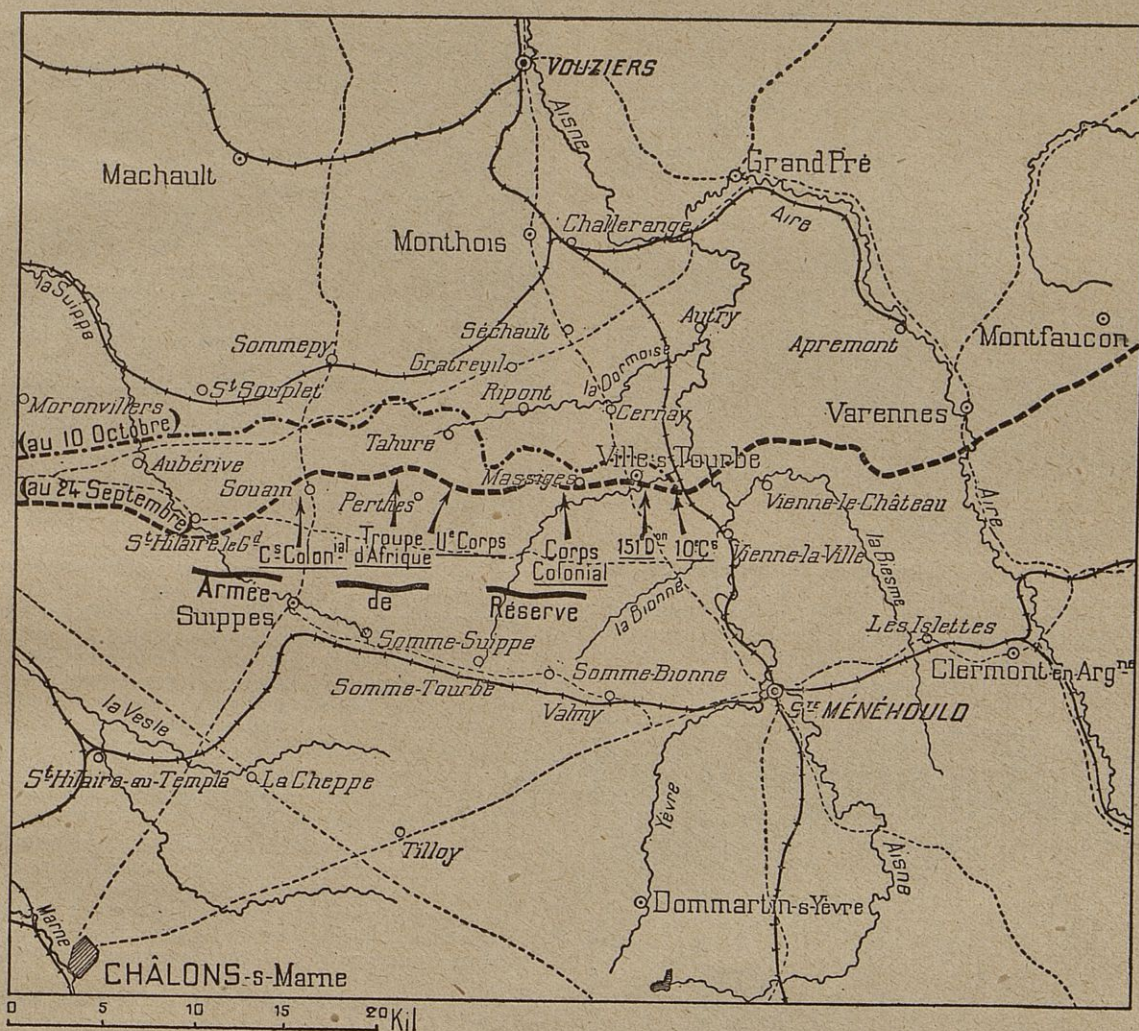 VOUZIERS
Aisne
Machault
Grand Pré
Aire
Challerange
Monthois
la Suippe
Séchault
Autry
Sommepy
Gratreuil
Apremont
Montfaucon
St Souplet
la Dormoise
Ripont
Moronvillers
Cernay
Varennes
(au 10 Octobre)
Tahure
Aubérive
Ville-s-Tourbe
Massiges
(au 24 Septembre)
Souain
Perthes
Vienne-le-Château
Aire
St Hilaire le Gd
Cs Colonial
Troupe d'Afrique
11e Corps
Corps Colonial
151 Don
10e Cs
Vienne-la-Ville
la Biesme
Armée
de
Réserve
Suippes
la Bionne
Les Islettes
Somme-Suippe
Clermont-en-Argne
Somme-Bionne
Somme-Tourbe
Valmy
STE MÉNÉHOULD
la Vesle
St Hilaire-au-Temple
La Cheppe
Yèvre
Tilloy
Aisne
Dommartin-s-Yèvre
Marne
CHÂLONS-s-Marne
0 5 10 15 20 Kil